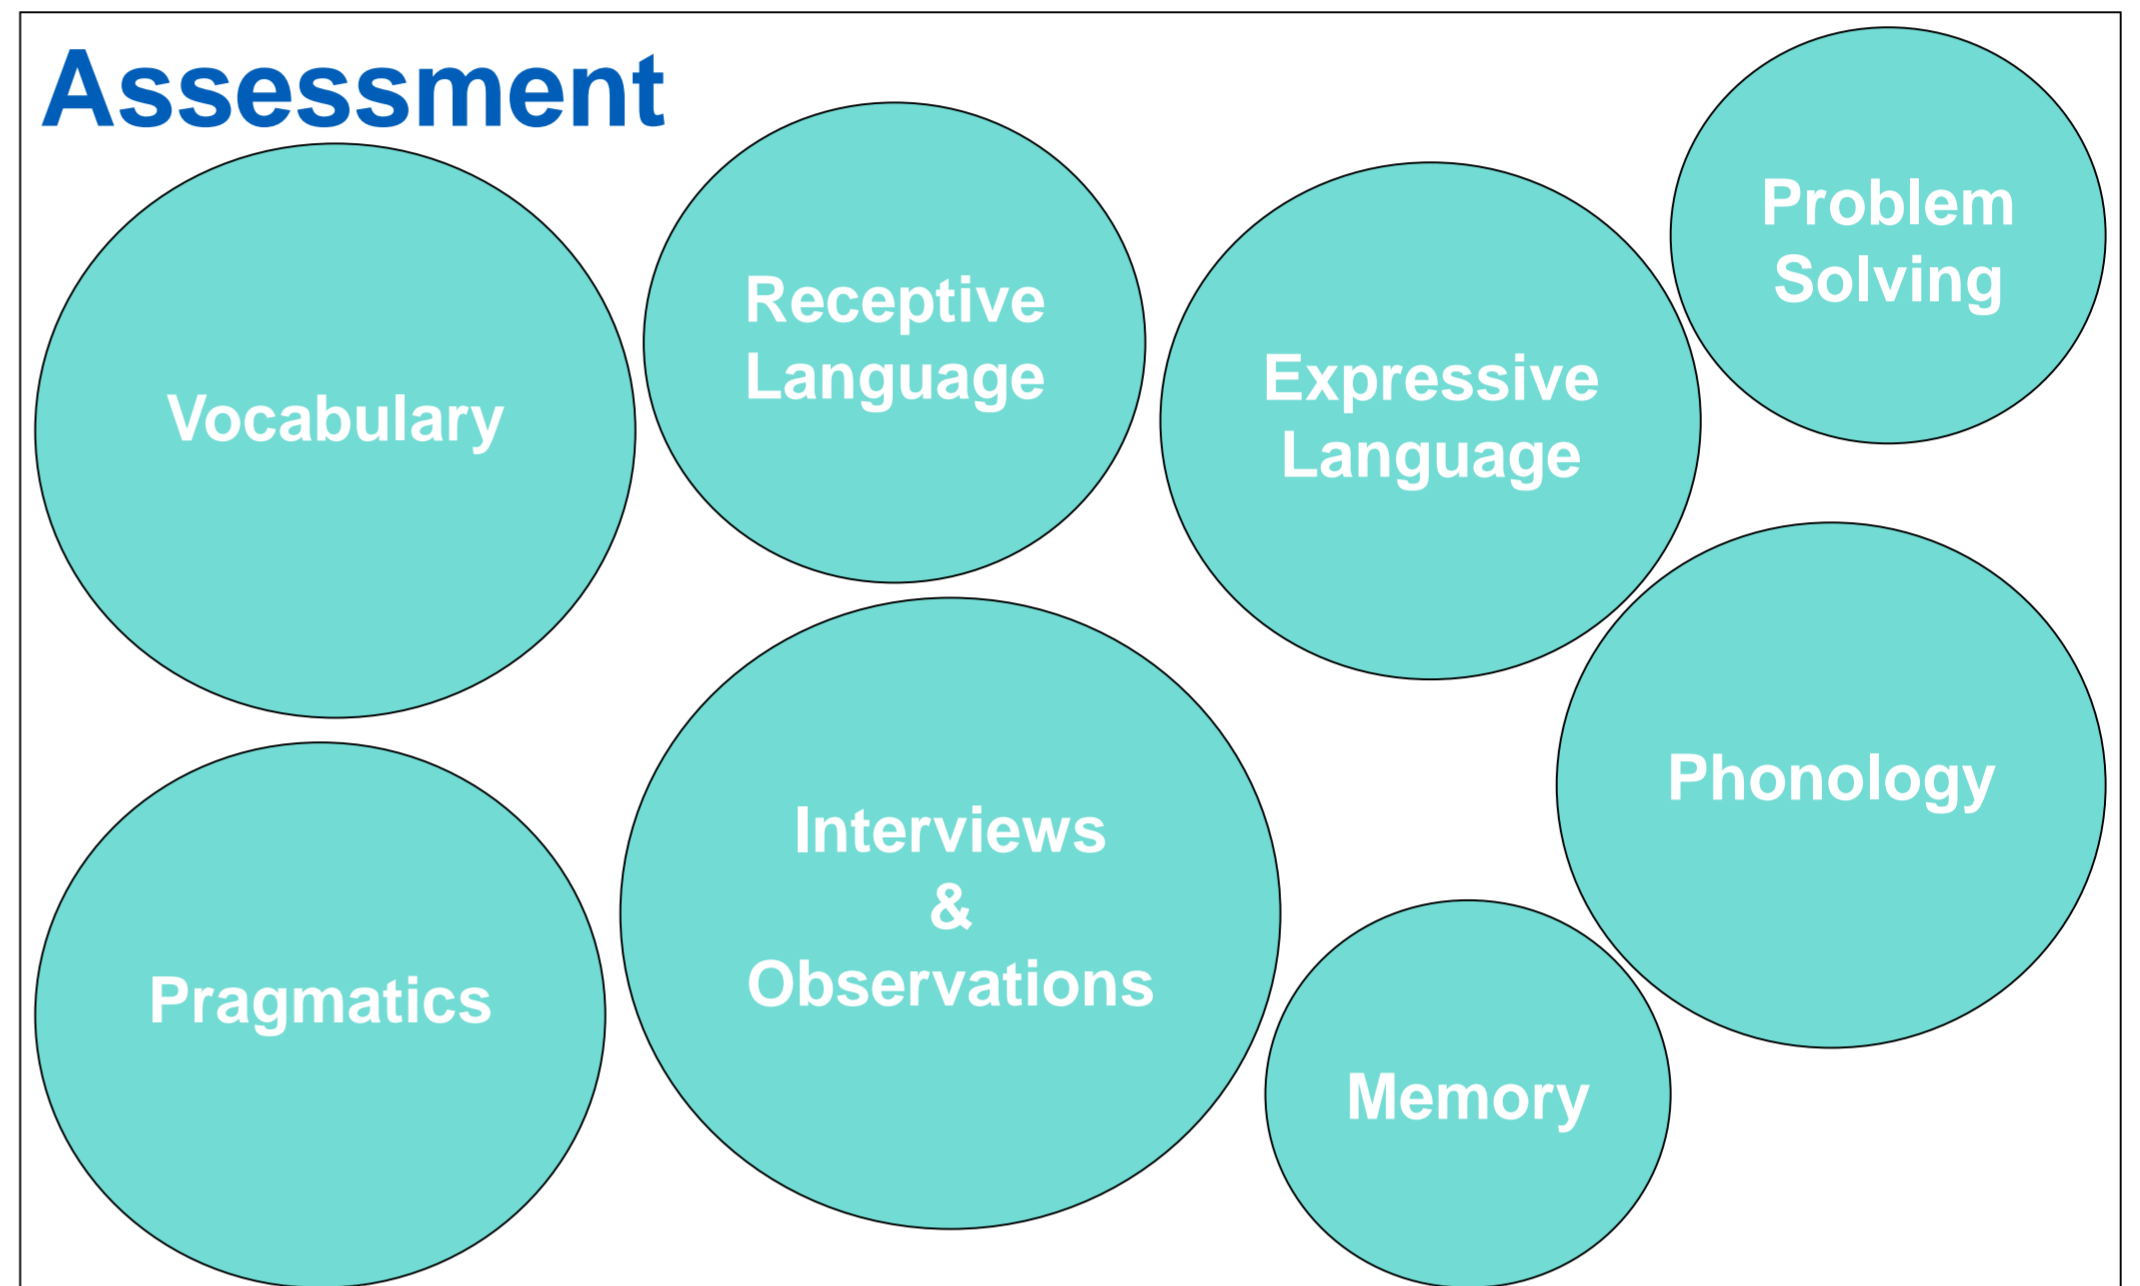 Assessment
Vocabulary
Receptive
Language
Expressive
Language
Problem
Solving
Pragmatics
Interviews
&
Observations
Memory
Phonology